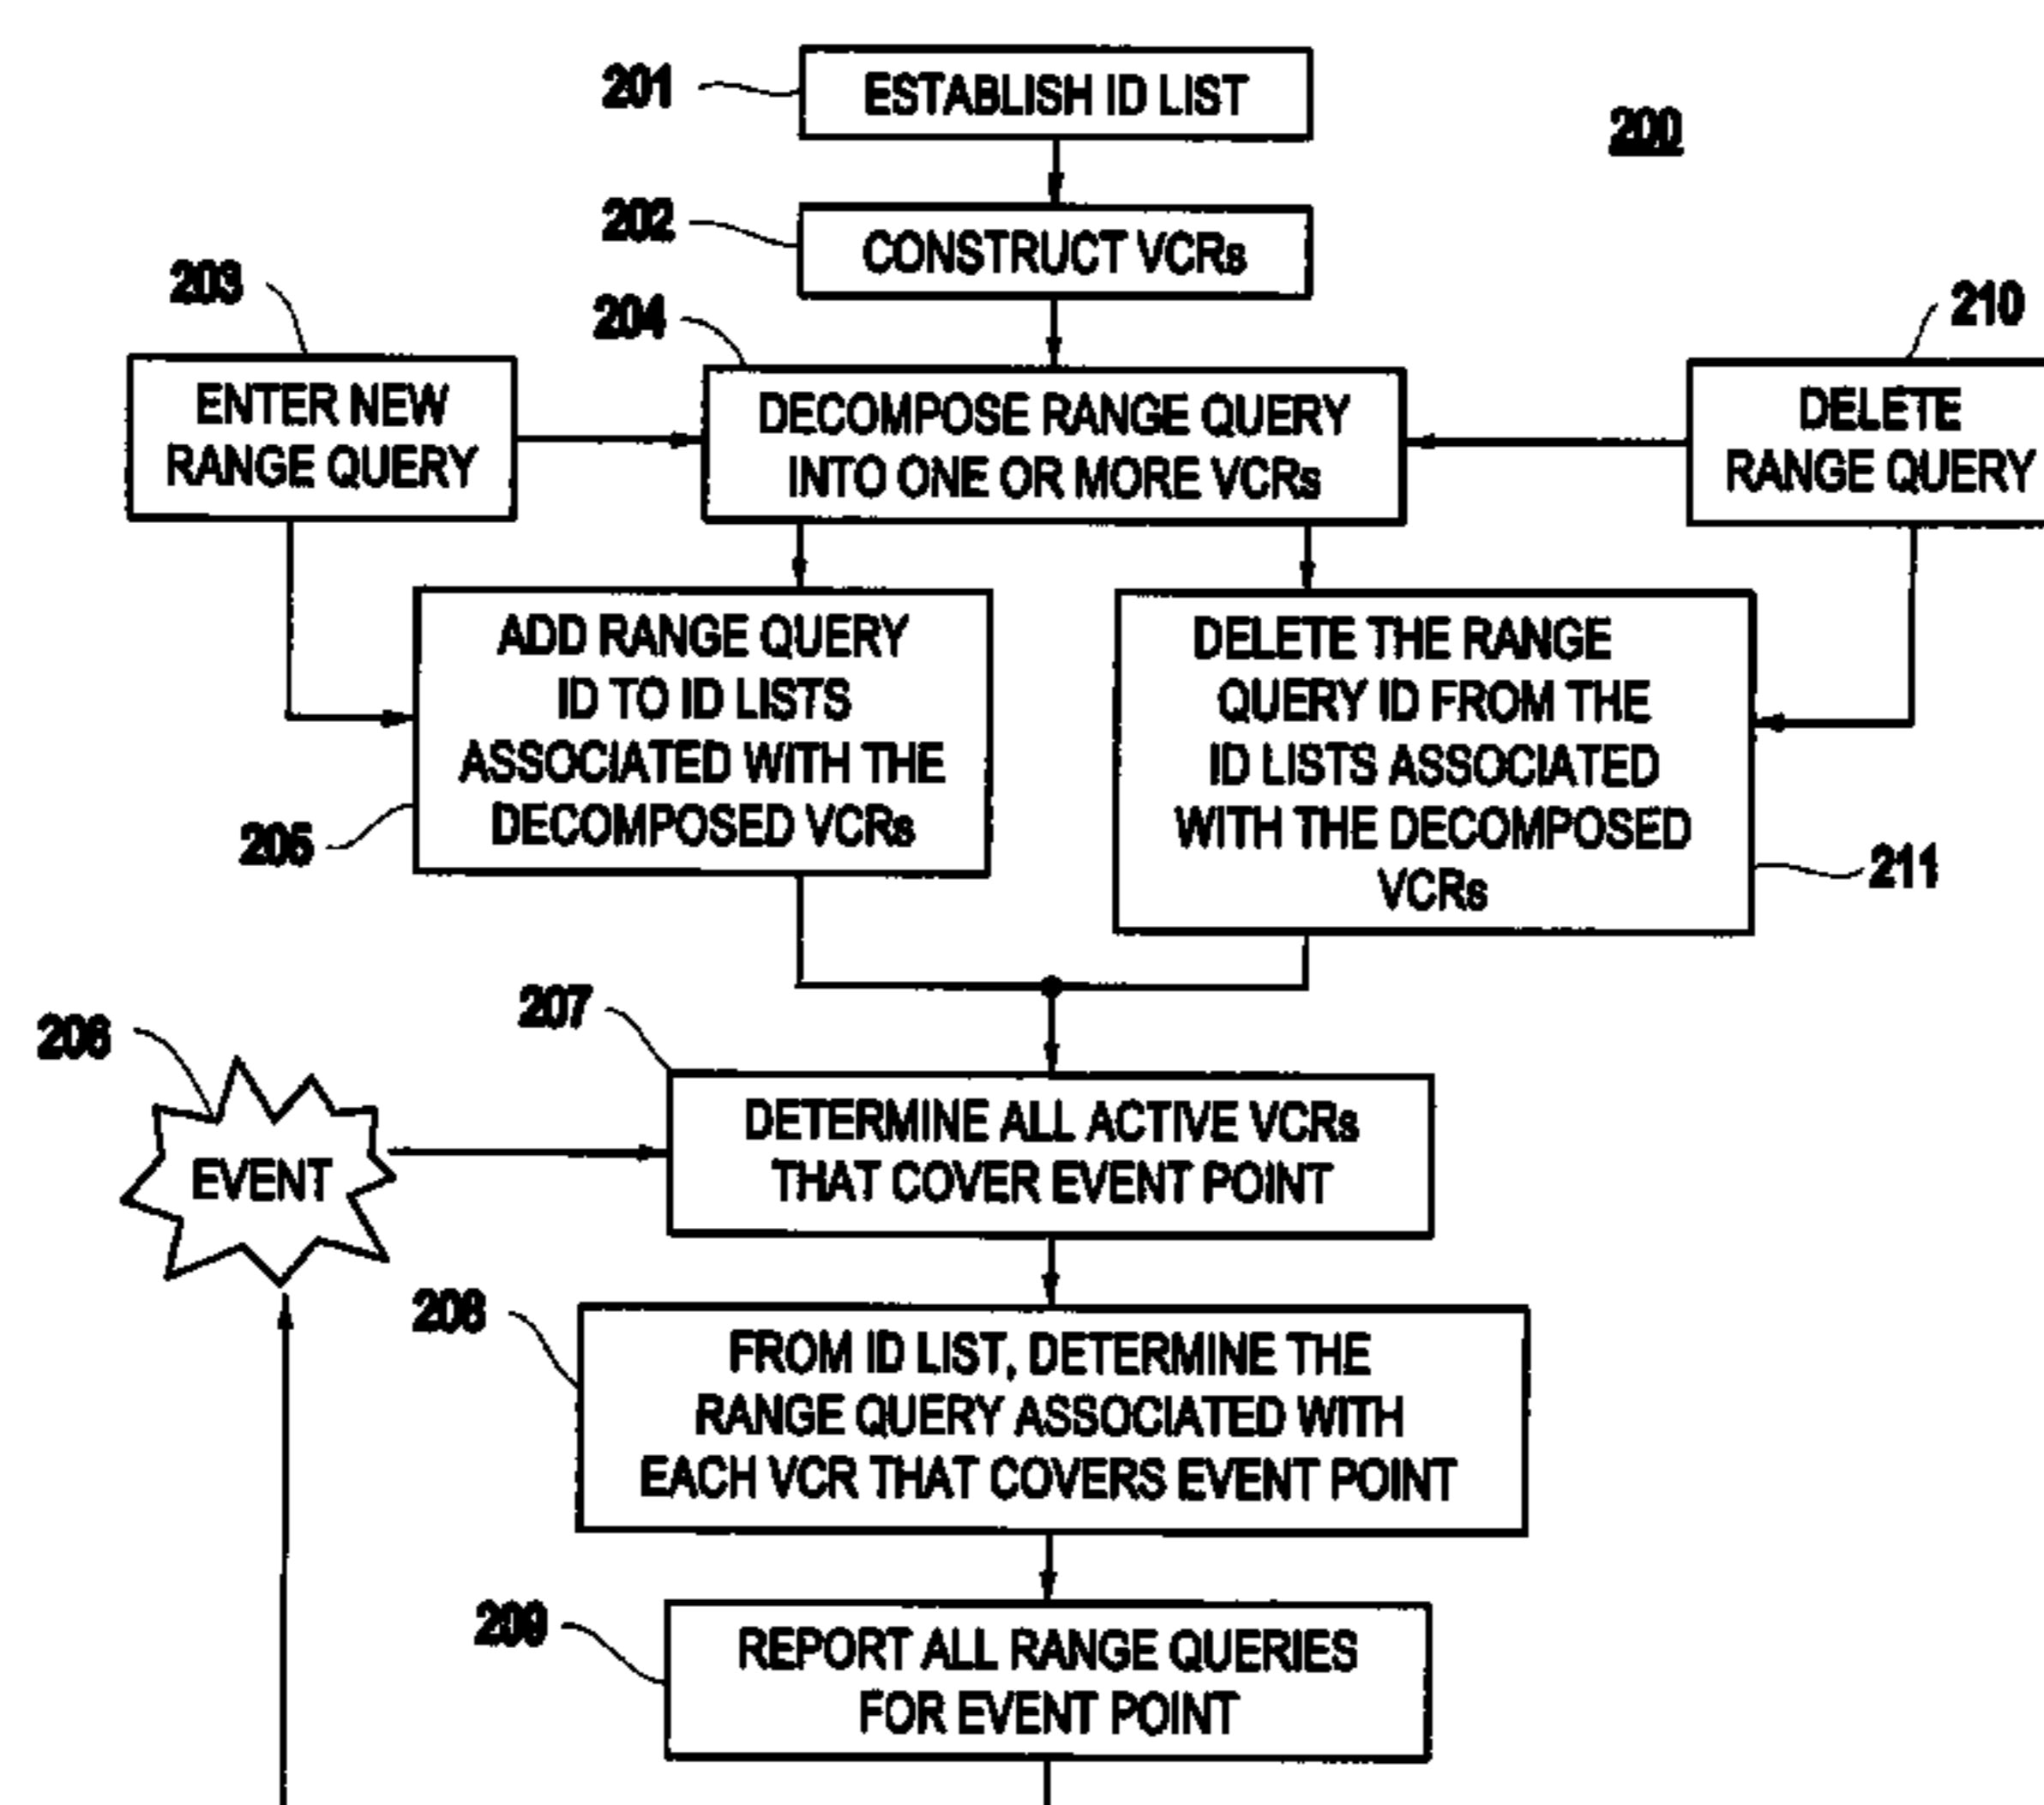 201
ESTABLISH ID LIST
200
202
CONSTRUCT VCRs
203
204
210
ENTER NEW
RANGE QUERY
DECOMPOSE RANGE QUERY
INTO ONE OR MORE VCRs
DELETE
RANGE QUERY
ADD RANGE QUERY
ID TO ID LISTS
ASSOCIATED WITH THE
DECOMPOSED VCRs
205
DELETE THE RANGE
QUERY ID FROM THE
ID LISTS ASSOCIATED
WITH THE DECOMPOSED
VCRs
211
206
EVENT
207
DETERMINE ALL ACTIVE VCRs
THAT COVER EVENT POINT
208
FROM ID LIST, DETERMINE THE
RANGE QUERY ASSOCIATED WITH
EACH VCR THAT COVERS EVENT POINT
209
REPORT ALL RANGE QUERIES
FOR EVENT POINT